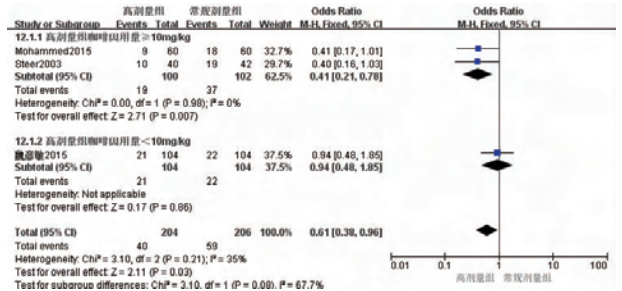 高剂量组 常规剂量组 Odds Ratio Odds Ratio
Study or Subgroup Events Total Events Total Weight M-H, Fixed, 95% CI M-H, Fixed, 95% CI
12.1.1 高剂量组咖啡因用量≥10mg/kg
Mohammed2015 9 60 18 60 32.7% 0.41 [0.17, 1.01]
Steer2003 10 40 19 42 29.7% 0.40 [0.16, 1.03]
Subtotal (95% CI) 100 102 62.5% 0.41 [0.21, 0.78]
Total events 19 37
Heterogeneity: Chi² = 0.00, df = 1 (P = 0.98); I² = 0%
Test for overall effect: Z = 2.71 (P = 0.007)
12.1.2 高剂量组咖啡因用量<10mg/kg
魏彦敏2015 21 104 22 104 37.5% 0.94 [0.48, 1.85]
Subtotal (95% CI) 104 104 37.5% 0.94 [0.48, 1.85]
Total events 21 22
Heterogeneity: Not applicable
Test for overall effect: Z = 0.17 (P = 0.86)
Total (95% CI) 204 206 100.0% 0.61 [0.38, 0.96]
Total events 40 59
Heterogeneity: Chi² = 3.10, df = 2 (P = 0.21); I² = 35%
Test for overall effect: Z = 2.11 (P = 0.03)
Test for subgroup differences: Chi² = 3.10, df = 1 (P = 0.08), I² = 67.7%
0.01 0.1 1 10 100
高剂量组 常规剂量组